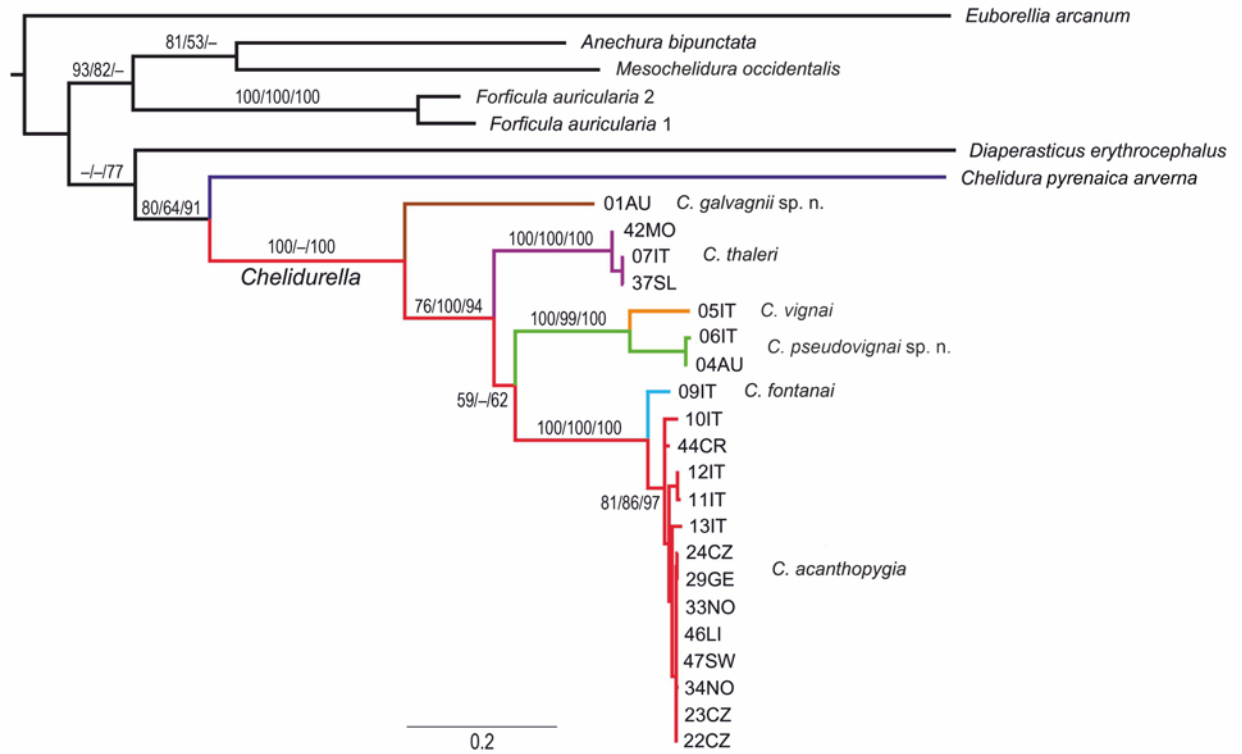 Euborellia arcanum
81/53/–
Anechura bipunctata
93/82/–
Mesochelidura occidentalis
100/100/100
Forficula auricularia 2
Forficula auricularia 1
Diaperasticus erythrocephalus
–/–/77
Chelidura pyrenaica arverna
80/64/91
01AU C. galvagnii sp. n.
42MO
100/100/100
100/–/100
07IT C. thaleri
Chelidurella
37SL
76/100/94
05IT C. vignai
100/99/100
06IT
C. pseudovignai sp. n.
04AU
09IT C. fontanai
59/–/62
10IT
100/100/100
44CR
12IT
11IT
81/86/97
13IT
24CZ
C. acanthopygia
29GE
33NO
46LI
47SW
34NO
23CZ
22CZ
0.2